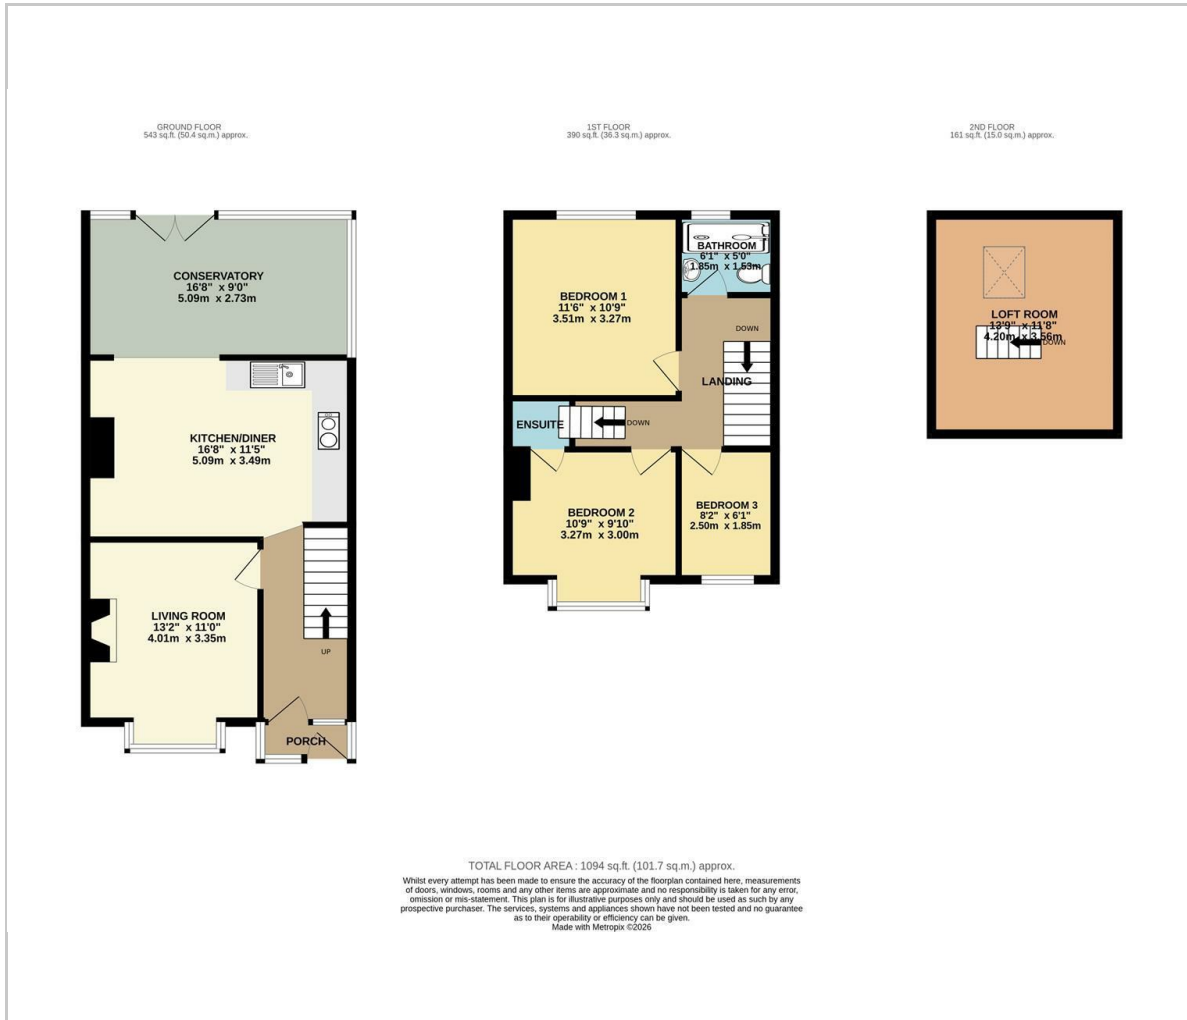 GROUND FLOOR
543 sq.ft. (50.4 sq.m.) approx.
1ST FLOOR
390 sq.ft. (36.3 sq.m.) approx.
2ND FLOOR
161 sq.ft. (15.0 sq.m.) approx.
CONSERVATORY
16'8" x 9'0"
5.09m x 2.73m
KITCHEN/DINER
16'8" x 11'5"
5.09m x 3.49m
LIVING ROOM
13'2" x 11'0"
4.01m x 3.35m
UP
PORCH
BATHROOM
6'1" x 5'0"
1.85m x 1.53m
BEDROOM 1
11'6" x 10'9"
3.51m x 3.27m
DOWN
LANDING
ENSUITE
DOWN
BEDROOM 2
10'9" x 9'10"
3.27m x 3.00m
BEDROOM 3
8'2" x 6'1"
2.50m x 1.85m
LOFT ROOM
13'9" x 11'8"
4.20m x 3.56m
DOWN
TOTAL FLOOR AREA : 1094 sq.ft. (101.7 sq.m.) approx.
Whilst every attempt has been made to ensure the accuracy of the floorplan contained here, measurements
of doors, windows, rooms and any other items are approximate and no responsibility is taken for any error,
omission or mis-statement. This plan is for illustrative purposes only and should be used as such by any
prospective purchaser. The services, systems and appliances shown have not been tested and no guarantee
as to their operability or efficiency can be given.
Made with Metropix ©2026